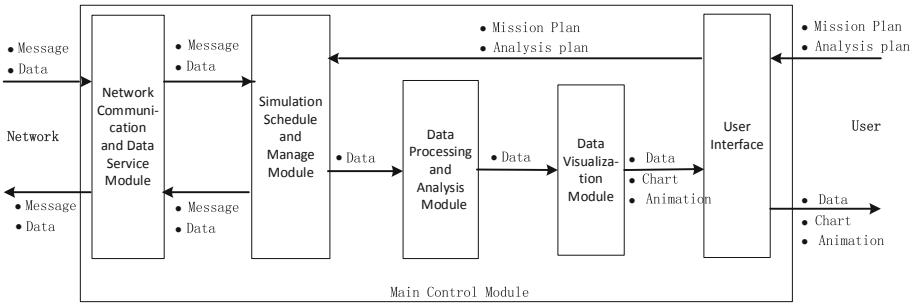 ● Message
● Data
Network
● Message
● Data
Network
Communi-
cation
and Data
Service
Module
● Message
● Data
● Message
● Data
Simulation
Schedule
and
Manage
Module
● Mission Plan
● Analysis plan
● Data
Data
Processing
and
Analysis
Module
● Data
Data
Visualiza-
tion
Module
● Data
● Chart
● Animation
User
Interface
● Mission Plan
● Analysis plan
User
● Data
● Chart
● Animation
Main Control Module